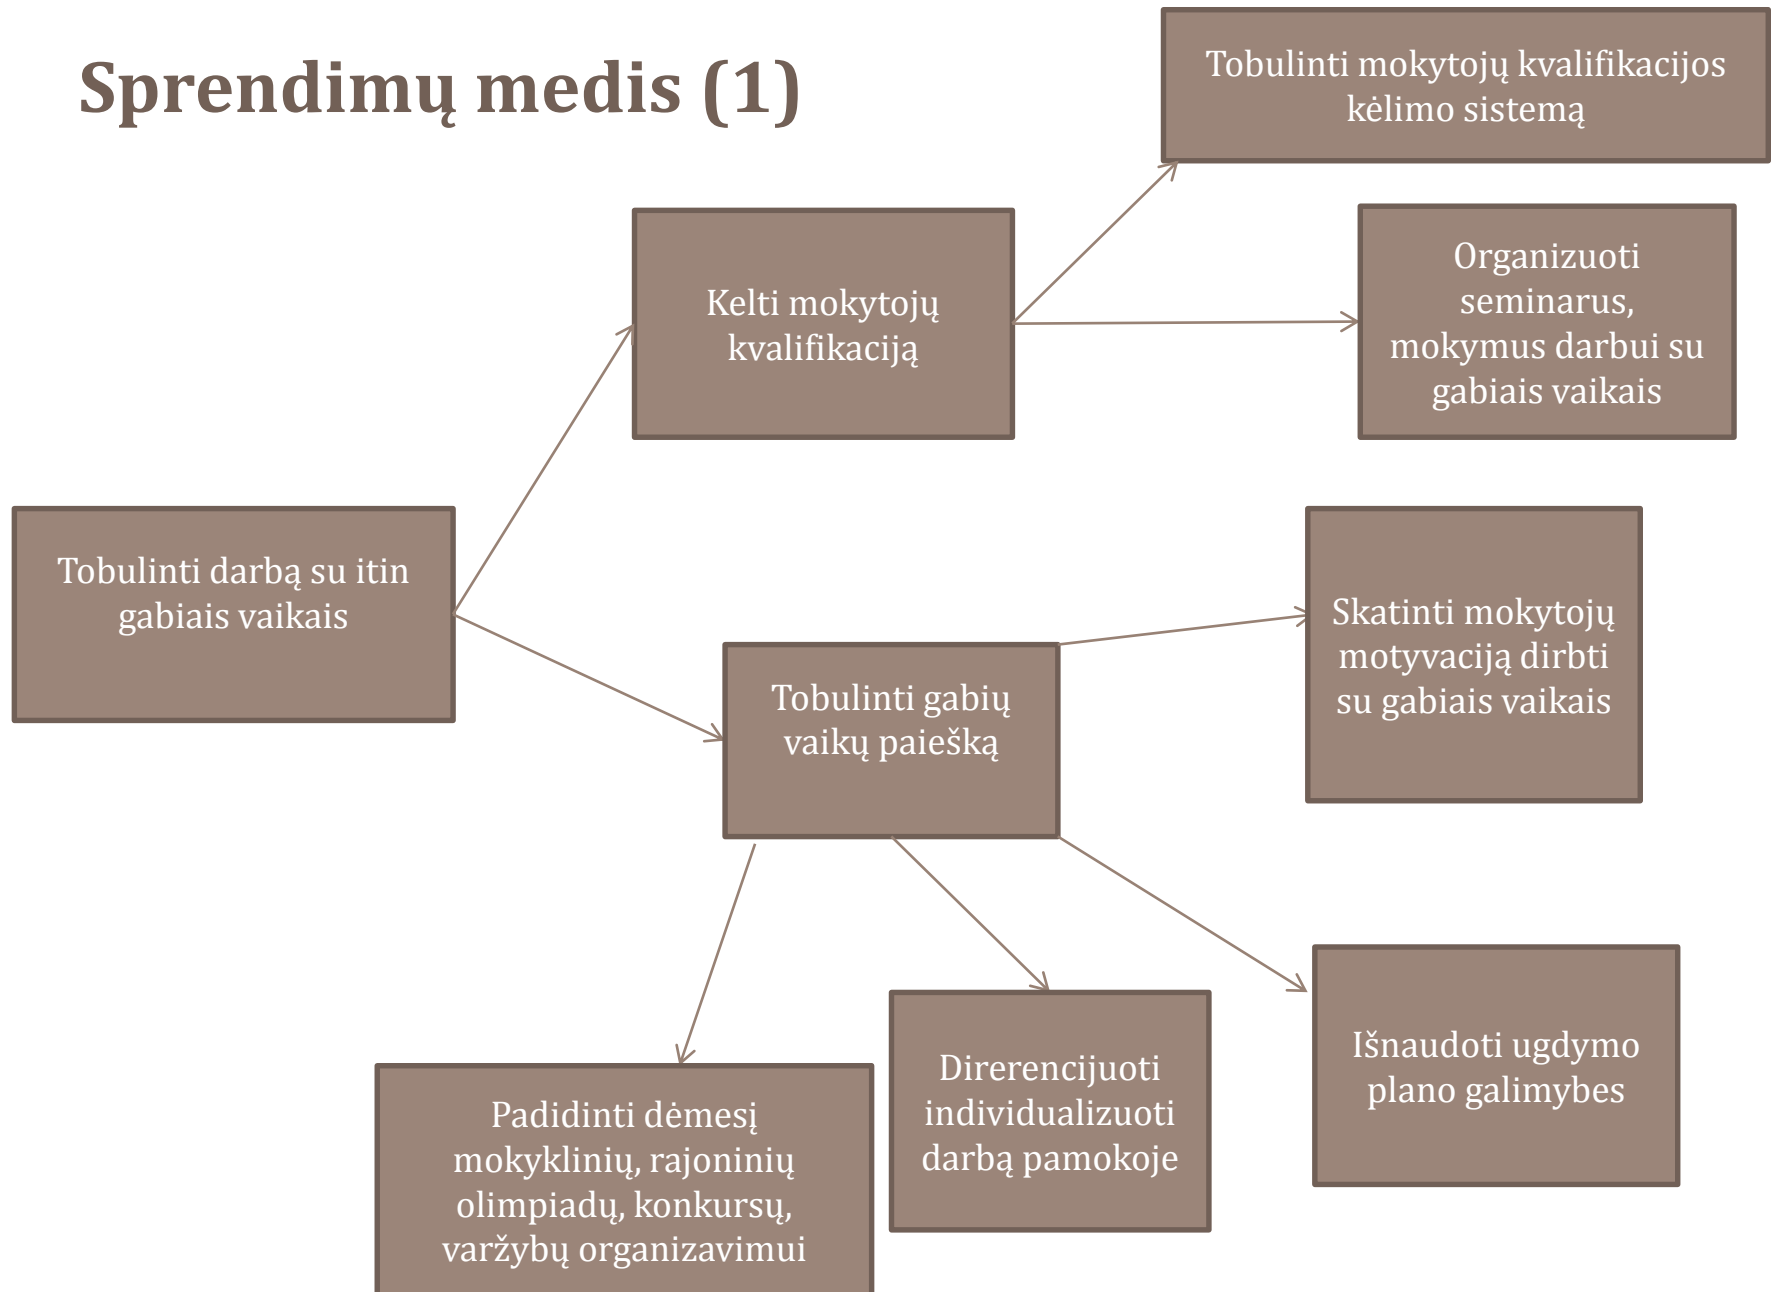 Sprendimų medis (1)
Tobulinti mokytojų kvalifikacijos
kėlimo sistemą
Kelti mokytojų
kvalifikaciją
Organizuoti
seminarus,
mokymus darbui su
gabiais vaikais
Tobulinti darbą su itin
gabiais vaikais
Skatinti mokytojų
motyvaciją dirbti
su gabiais vaikais
Tobulinti gabių
vaikų paiešką
Išnaudoti ugdymo
plano galimybes
Direrencijuoti
individualizuoti
darbą pamokoje
Padidinti dėmesį
mokyklinių, rajoninių
olimpiadų, konkursų,
varžybų organizavimui